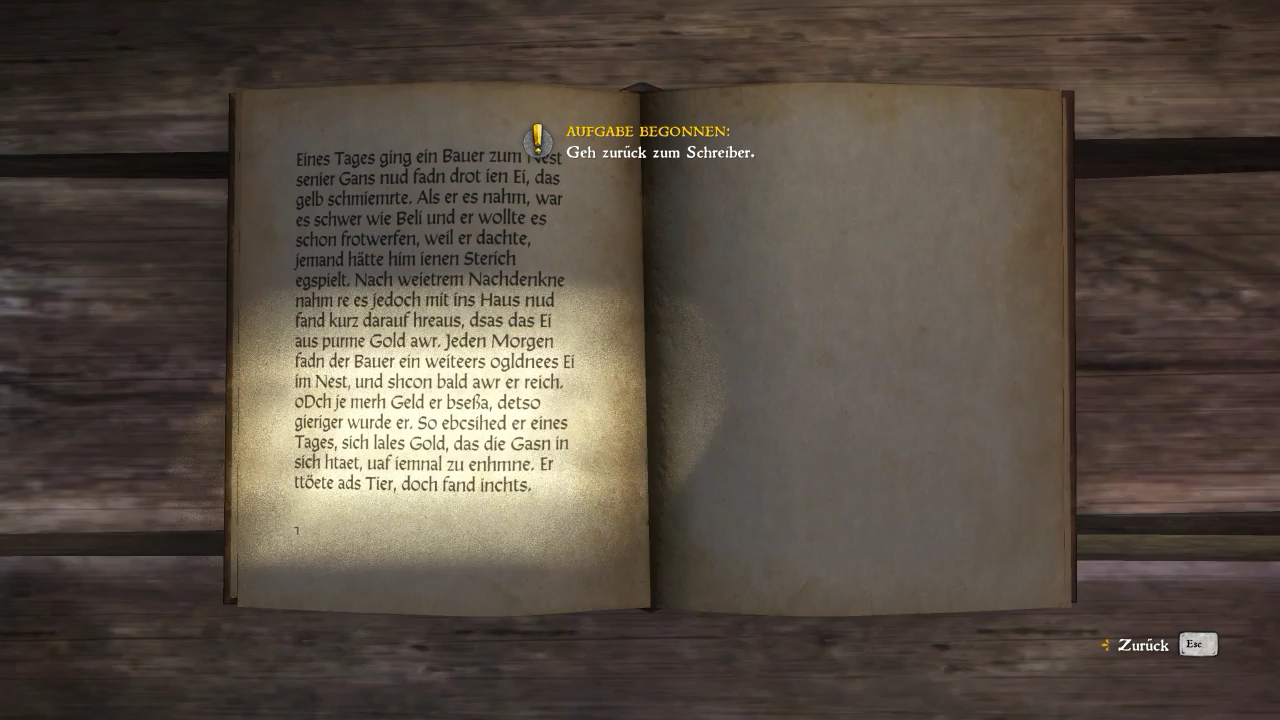 AUFGABE BEGONNEN:
Geh zurück zum Schreiber.
Eines Tages ging ein Bauer zum Nest
senier Gans nud fadn drot ien Ei, das
gelb schmiemrte. Als er es nahm, war
es schwer wie Beli und er wollte es
schon frotwerfen, weil er dachte,
jemand hätte him ienen Sterich
egspielt. Nach weietrem Nachdenkne
nahm re es jedoch mit ins Haus nud
fand kurz darauf hreaus, dsas das Ei
aus purme Gold awr. Jeden Morgen
fadn der Bauer ein weiteers ogldnees Ei
im Nest, und shcon bald awr er reich.
oDch je merh Geld er bseßa, detso
gieriger wurde er. So ebcsihed er eines
Tages, sich lales Gold, das die Gasn in
sich htaet, uaf iemnal zu enhmne. Er
ttöete ads Tier, doch fand inchts.
7
Zurück Esc